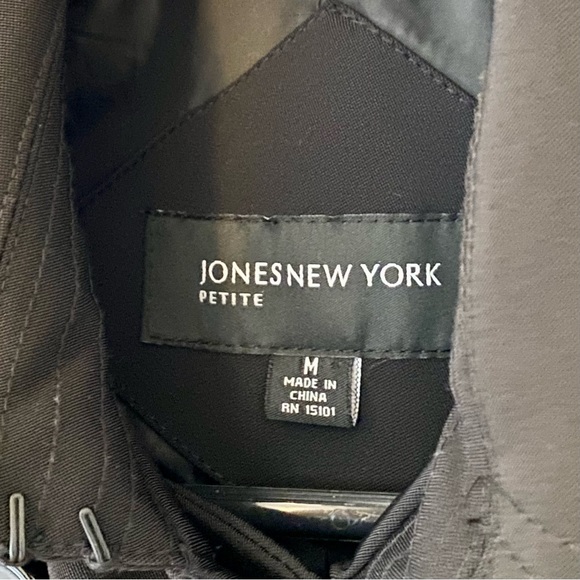 JONESNEW YORK
PETITE
M
MADE IN
CHINA
RN 15101